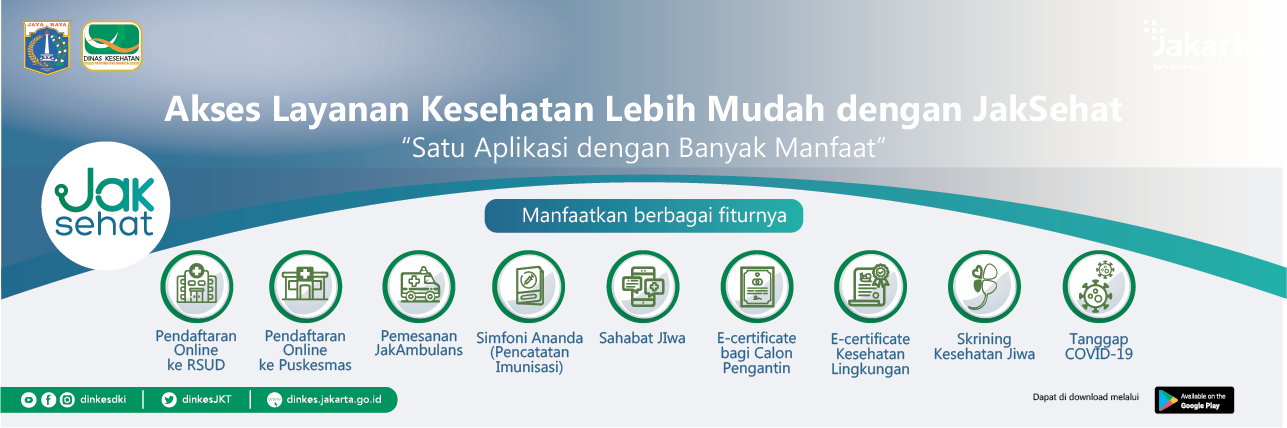 JAYA RAYA
DINAS KESEHATAN
Jakarta
Akses Layanan Kesehatan Lebih Mudah dengan JakSehat
“Satu Aplikasi dengan Banyak Manfaat”
Jak
sehat
Manfaatkan berbagai fiturnya
Pendaftaran
Online
ke RSUD
Pendaftaran
Online
ke Puskesmas
Pemesanan
JakAmbulans
Simfoni Ananda
(Pencatatan
Imunisasi)
Sahabat JIwa
E-certificate
bagi Calon
Pengantin
E-certificate
Kesehatan
Lingkungan
Skrining
Kesehatan Jiwa
Tanggap
COVID-19
dinkesdki
dinkesJKT
www
dinkes.jakarta.go.id
Dapat di download melalui
Available on the
Google Play